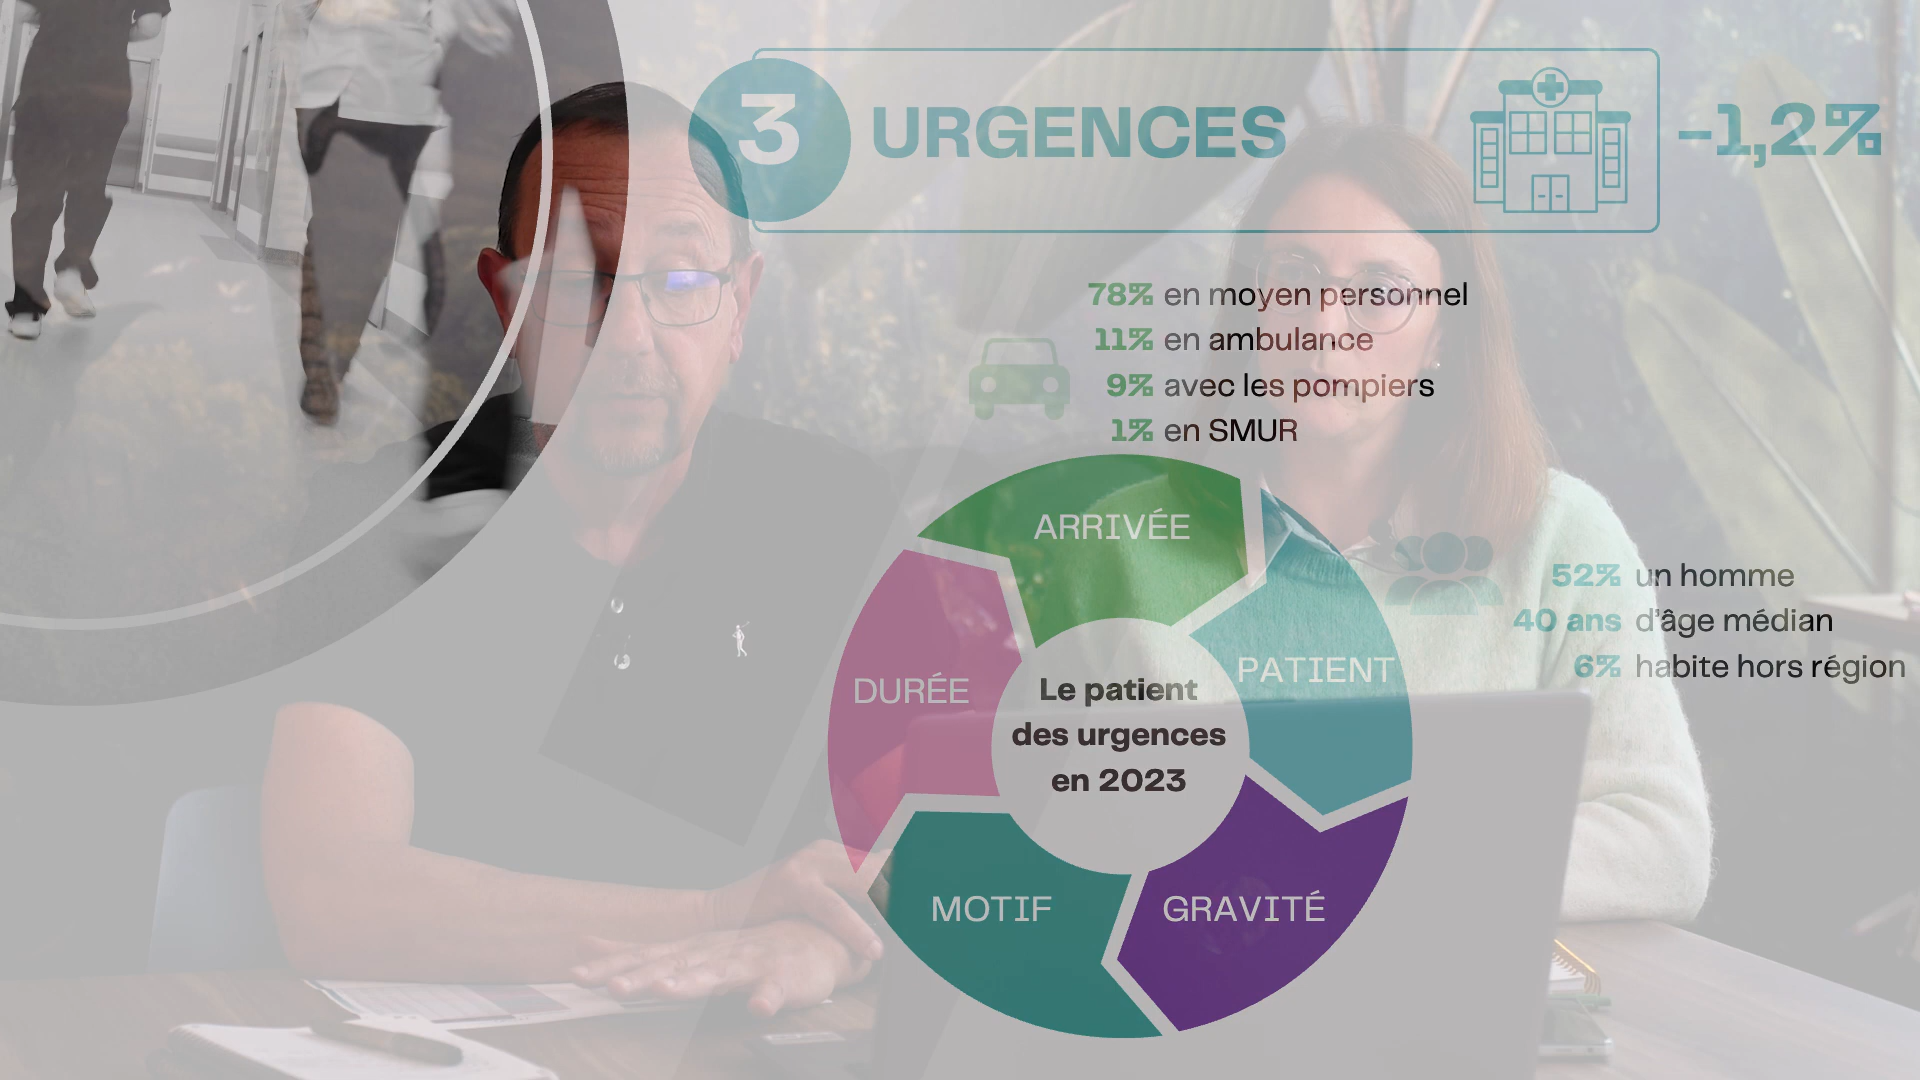 3 URGENCES
-1,2%
78% en moyen personnel
11% en ambulance
9% avec les pompiers
1% en SMUR
ARRIVÉE
PATIENT
52% un homme
40 ans d'âge médian
6% habite hors région
DURÉE
Le patient
des urgences
en 2023
MOTIF
GRAVITÉ